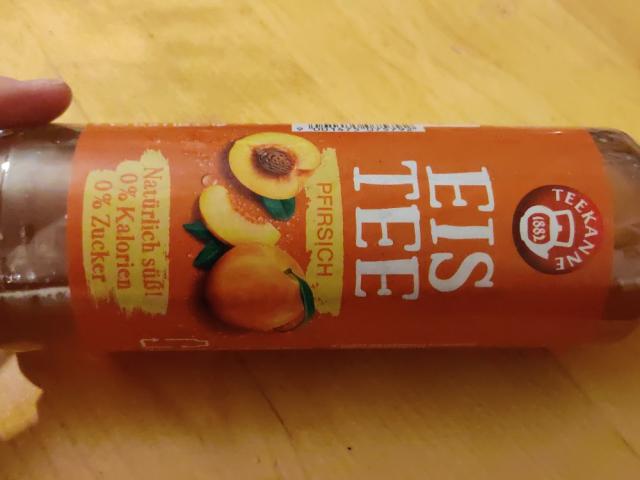 TEEKANNE
1882
EIS
TEE
PFIRSICH
Natürlich süß!
0% Kalorien
0% Zucker